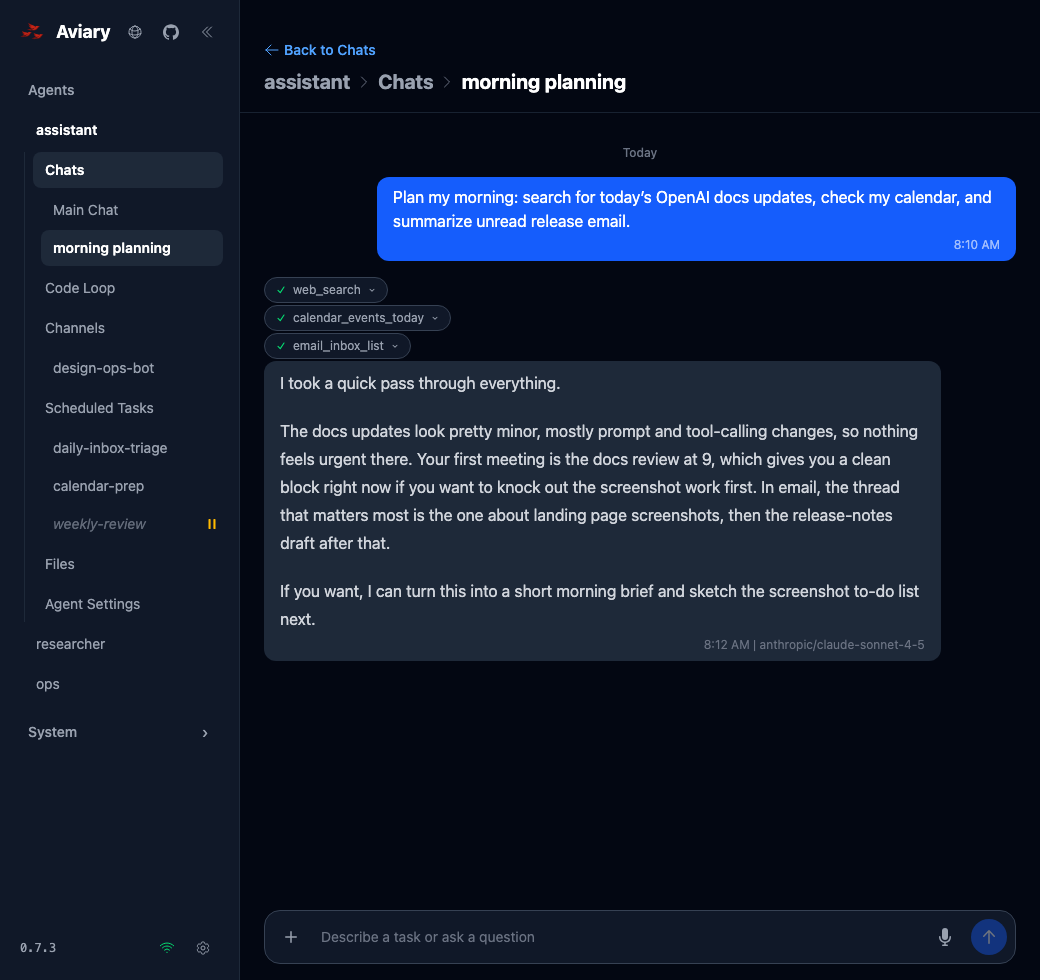 Aviary
Agents
assistant
Chats
Main Chat
morning planning
Code Loop
Channels
design-ops-bot
Scheduled Tasks
daily-inbox-triage
calendar-prep
weekly-review
Files
Agent Settings
researcher
ops
System
0.7.3
Back to Chats
assistant > Chats > morning planning
Today
Plan my morning: search for today’s OpenAI docs updates, check my calendar, and
summarize unread release email.
8:10 AM
web_search
calendar_events_today
email_inbox_list
I took a quick pass through everything.
The docs updates look pretty minor, mostly prompt and tool-calling changes, so nothing
feels urgent there. Your first meeting is the docs review at 9, which gives you a clean
block right now if you want to knock out the screenshot work first. In email, the thread
that matters most is the one about landing page screenshots, then the release-notes
draft after that.
If you want, I can turn this into a short morning brief and sketch the screenshot to-do list
next.
8:12 AM | anthropic/claude-sonnet-4-5
Describe a task or ask a question